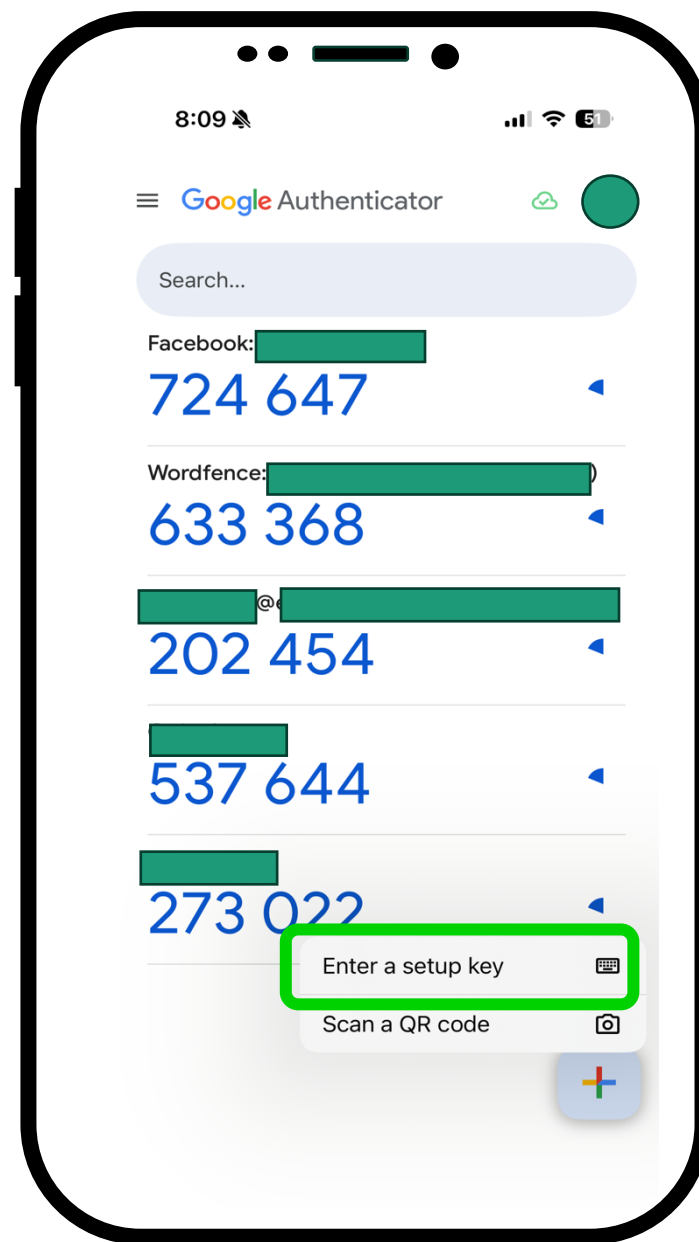 8:09
51
Google Authenticator
Search...
Facebook:
724 647
Wordfence: )
633 368
@
202 454
537 644
273 022
Enter a setup key
Scan a QR code